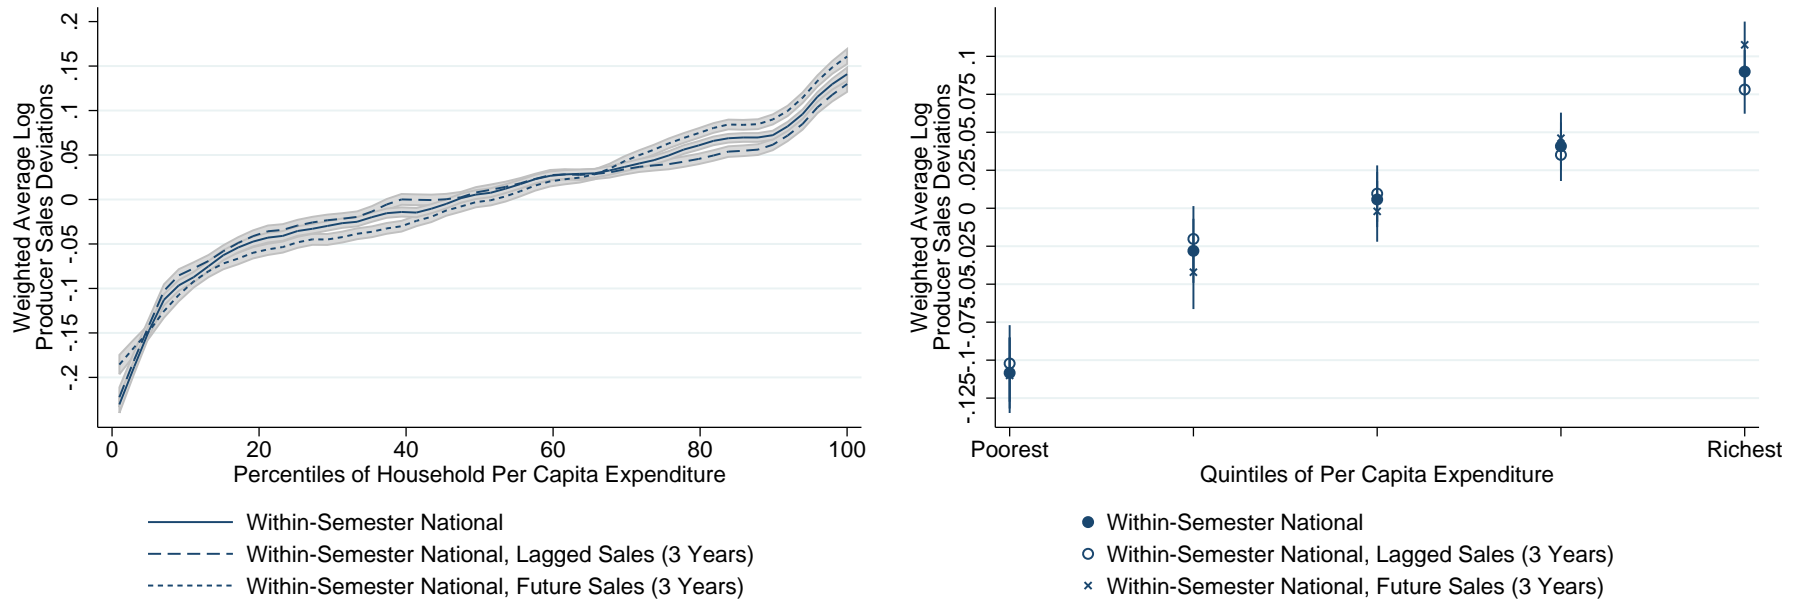 Weighted Average Log
Producer Sales Deviations
.2
.15
.1
.05
0
-.05
-.1
-.15
-.2
0
20
40
60
80
100
Percentiles of Household Per Capita Expenditure
Within-Semester National
Within-Semester National, Lagged Sales (3 Years)
Within-Semester National, Future Sales (3 Years)
Weighted Average Log
Producer Sales Deviations
.1
.075
.05
.025
0
-.025
-.05
-.075
-.1
-.125
Poorest
Richest
Quintiles of Per Capita Expenditure
Within-Semester National
Within-Semester National, Lagged Sales (3 Years)
Within-Semester National, Future Sales (3 Years)